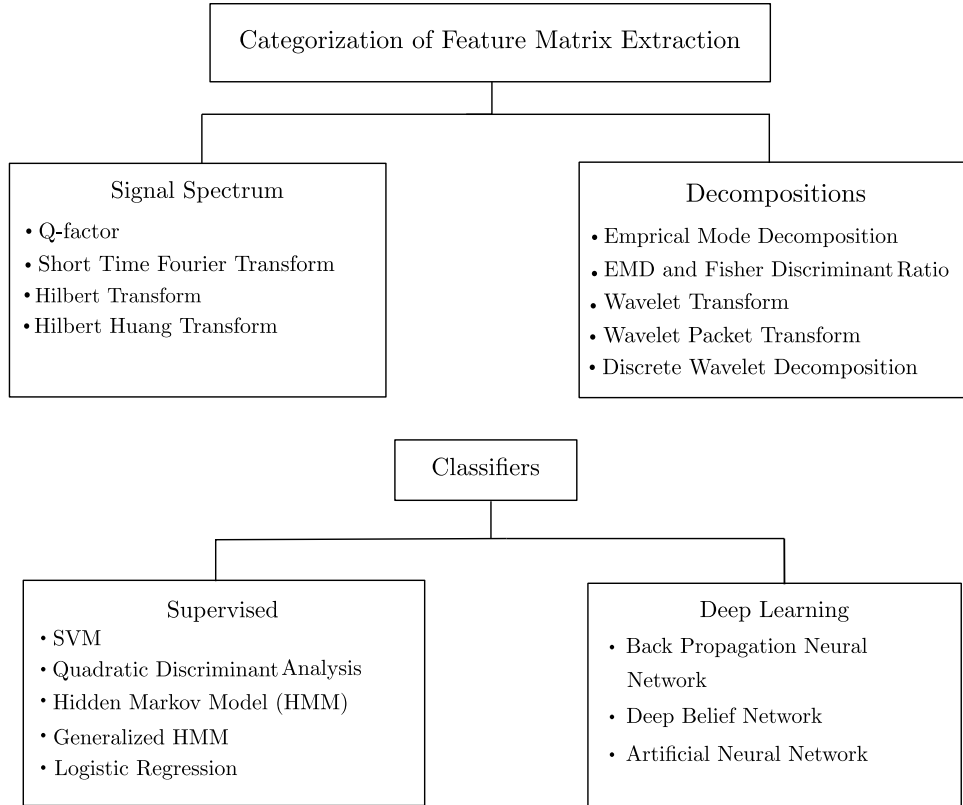 Categorization of Feature Matrix Extraction
Signal Spectrum
• Q-factor
• Short Time Fourier Transform
• Hilbert Transform
• Hilbert Huang Transform
Decompositions
• Emprical Mode Decomposition
• EMD and Fisher Discriminant Ratio
• Wavelet Transform
• Wavelet Packet Transform
• Discrete Wavelet Decomposition
Classifiers
Supervised
• SVM
• Quadratic Discriminant Analysis
• Hidden Markov Model (HMM)
• Generalized HMM
• Logistic Regression
Deep Learning
• Back Propagation Neural
Network
• Deep Belief Network
• Artificial Neural Network